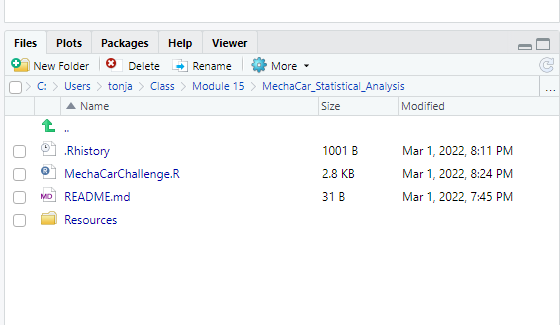 Files Plots Packages Help Viewer
New Folder Delete Rename More
C: Users tonja Class Module 15 MechaCar_Statistical_Analysis ...
Name Size Modified
..
.Rhistory 1001 B Mar 1, 2022, 8:11 PM
R MechaCarChallenge.R 2.8 KB Mar 1, 2022, 8:24 PM
MD README.md 31 B Mar 1, 2022, 7:45 PM
Resources